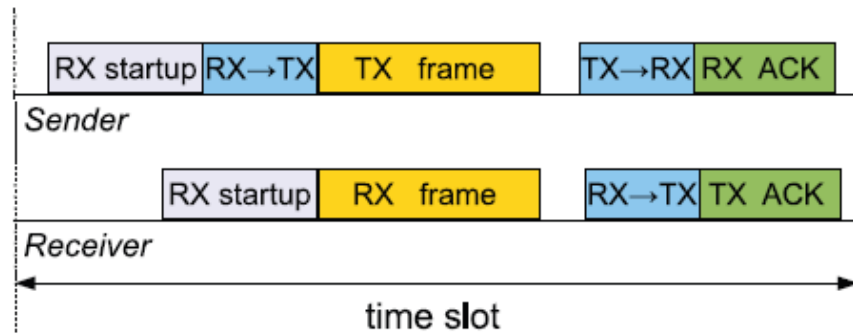 RX startup RX→TX TX frame TX→RX RX ACK
Sender
RX startup RX frame RX→TX TX ACK
Receiver
time slot